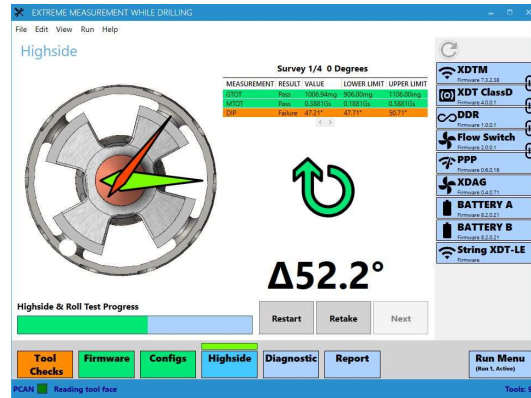 EXTREME MEASUREMENT WHILE DRILLING
File Edit View Run Help
Highside
Survey 1/4 0 Degrees
MEASUREMENT RESULT VALUE LOWER LIMIT UPPER LIMIT
GTOT Pass 1006.94mg 906.00mg 1106.00mg
MTOT Pass 0.3881Gs 0.1881Gs 0.5881Gs
DIP Failure 47.21° 47.71° 50.71°
Δ52.2°
Highside & Roll Test Progress
Restart Retake Next
XDTM
Firmware 7.3.2.38
XDT ClassD
Firmware 4.0.0.1
DDR
Firmware 1.0.0.1
Flow Switch
Firmware 2.0.0.1
PPP
Firmware 0.6.0.16
XDAG
Firmware 0.4.0.71
BATTERY A
Firmware 8.2.0.21
BATTERY B
Firmware 8.2.0.21
String XDT-LE
Firmware
Tool Checks
Firmware
Configs
Highside
Diagnostic
Report
Run Menu
(Run 1, Active)
PCAN Reading tool face